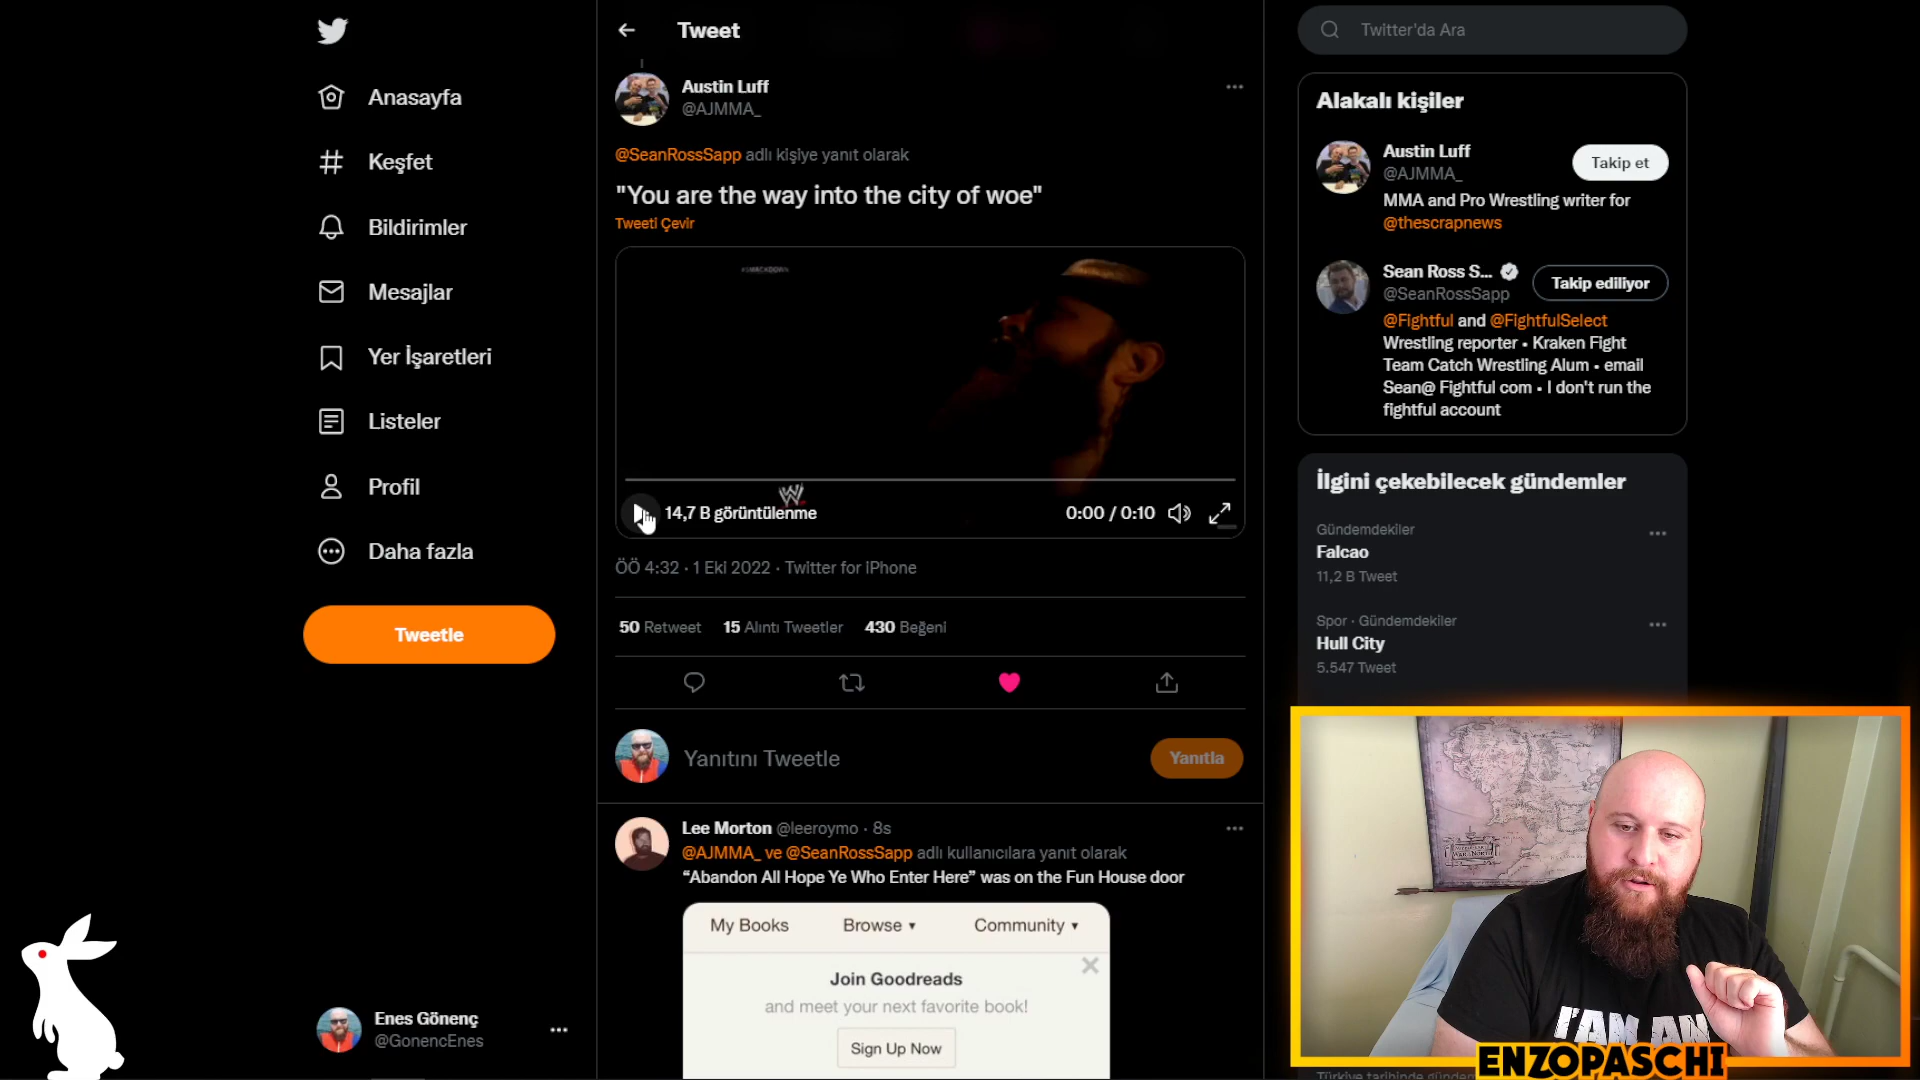 Anasayfa
Keşfet
Bildirimler
Mesajlar
Yer İşaretleri
Listeler
Profil
Daha fazla
Tweetle
Enes Gönenç
@GonencEnes
Tweet
Austin Luff
@AJMMA_
@SeanRossSapp adlı kişiye yanıt olarak
"You are the way into the city of woe"
Tweeti Çevir
#SMACKDOWN
14,7 B görüntülenme
0:00 / 0:10
ÖÖ 4:32 · 1 Eki 2022 · Twitter for iPhone
50 Retweet 15 Alıntı Tweetler 430 Beğeni
Yanıtını Tweetle
Yanıtla
Lee Morton @leeroymo · 8s
@AJMMA_ ve @SeanRossSapp adlı kullanıcılara yanıt olarak
“Abandon All Hope Ye Who Enter Here” was on the Fun House door
My Books Browse ▾ Community ▾
Join Goodreads
and meet your next favorite book!
Sign Up Now
Twitter'da Ara
Alakalı kişiler
Austin Luff
@AJMMA_
Takip et
MMA and Pro Wrestling writer for
@thescrapnews
Sean Ross S...
@SeanRossSapp
Takip ediliyor
@Fightful and @FightfulSelect
Wrestling reporter • Kraken Fight
Team Catch Wrestling Alum • email
Sean@ Fightful com • I don't run the
fightful account
İlgini çekebilecek gündemler
Gündemdekiler
Falcao
11,2 B Tweet
Spor · Gündemdekiler
Hull City
5.547 Tweet
I'AM AN
ENZOPASCHI